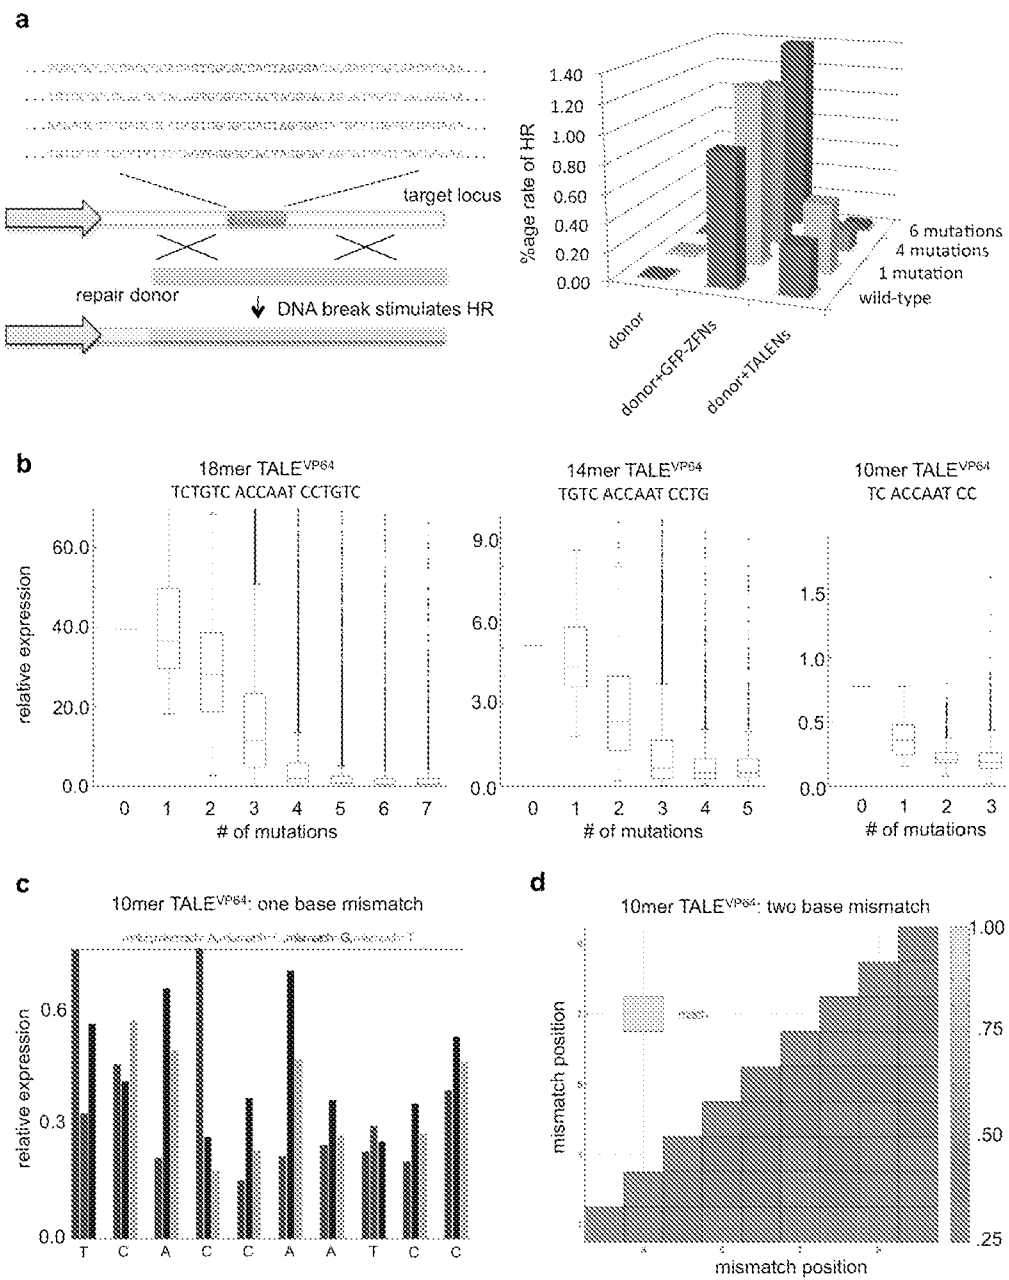 a
target locus
repair donor
DNA break stimulates HR
%age rate of HR
1.40
1.20
1.00
0.80
0.60
0.40
0.20
0.00
6 mutations
4 mutations
1 mutation
wild-type
donor
donor+GFP-ZFNs
donor+TALENs
b
18mer TALEVP64
TCTGTC ACCAAT CCTGTC
relative expression
60.0
40.0
20.0
0.0
0 1 2 3 4 5 6 7
# of mutations
14mer TALEVP64
TGTC ACCAAT CCTG
9.0
6.0
3.0
0.0
0 1 2 3 4 5
# of mutations
10mer TALEVP64
TC ACCAAT CC
1.5
1.0
0.5
0.0
0 1 2 3
# of mutations
c
10mer TALEVP64: one base mismatch
relative expression
0.6
0.3
0.0
T C A C C A A T C C
d
10mer TALEVP64: two base mismatch
mismatch position
1.00
.75
.50
.25
mismatch position